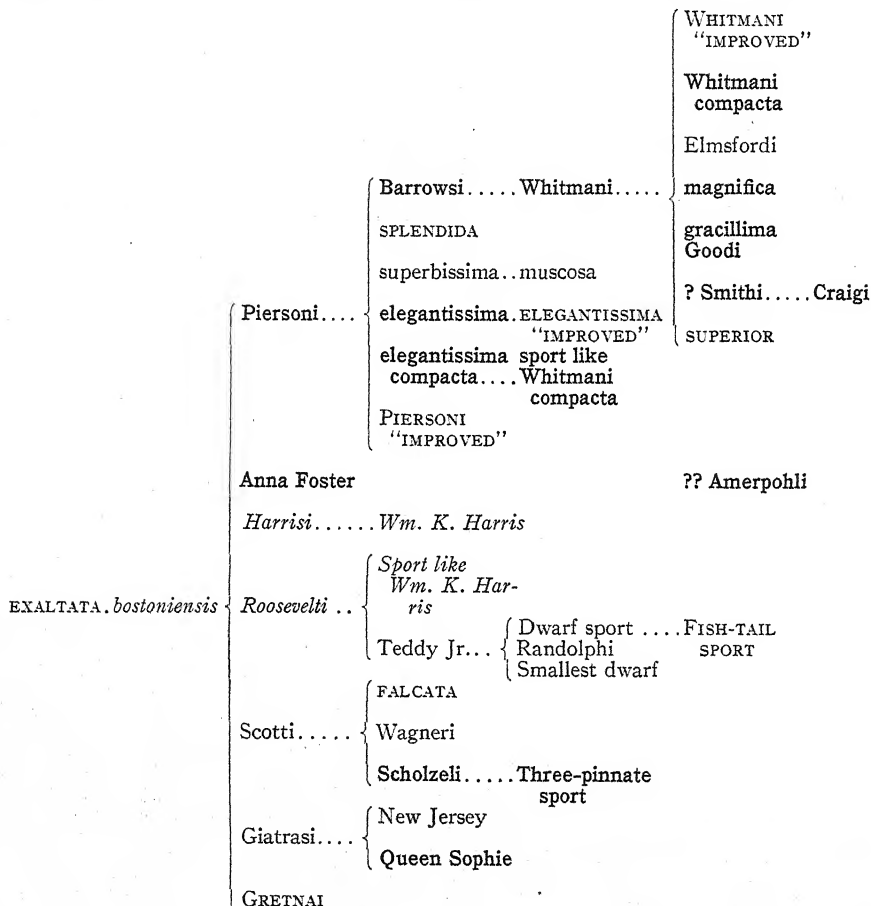 WHITMANI
"IMPROVED"
Whitmani
compacta
Elmsfordi
Barrowsi.....Whitmani..... magnifica
SPLENDIDA gracillima
Goodi
superbissima..muscosa
? Smithi.....Craigi
Piersoni.... elegantissima.ELEGANTISSIMA
"IMPROVED" SUPERIOR
elegantissima sport like
compacta....Whitmani
compacta
PIERSONI
"IMPROVED"
Anna Foster ?? Amerpohli
Harrisi......Wm. K. Harris
Sport like
Wm. K. Har-
EXALTATA.bostoniensis Roosevelti .. ris
Dwarf sport ....FISH-TAIL
Teddy Jr... Randolphi SPORT
Smallest dwarf
FALCATA
Scotti..... Wagneri
Scholzeli.....Three-pinnate
sport
New Jersey
Giatrasi....
Queen Sophie
GRETNAI